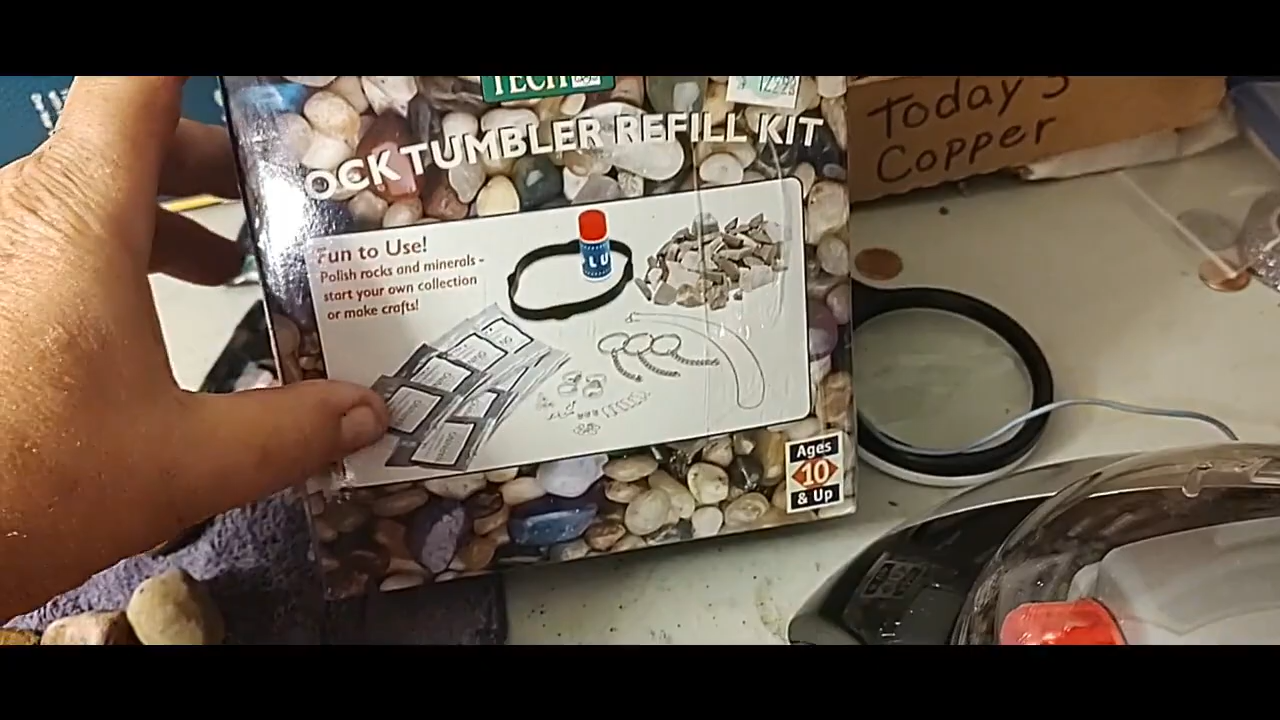 TECH
OCK TUMBLER REFILL KIT
Fun to Use!
Polish rocks and minerals -
start your own collection
or make crafts!
Ages
10
& Up
Today's
Copper